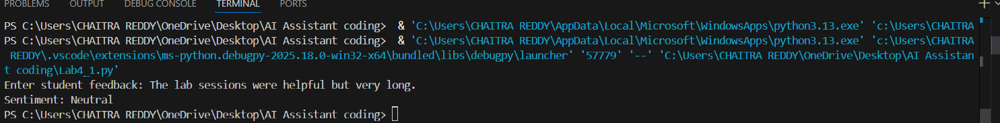 PROBLEMS OUTPUT DEBUG CONSOLE TERMINAL PORTS
PS C:\Users\CHAITRA REDDY\OneDrive\Desktop\AI Assistant coding>  & 'C:\Users\CHAITRA REDDY\AppData\Local\Microsoft\WindowsApps\python3.13.exe' 'c:\Users\CHAITRA
PS C:\Users\CHAITRA REDDY\OneDrive\Desktop\AI Assistant coding>  & 'C:\Users\CHAITRA REDDY\AppData\Local\Microsoft\WindowsApps\python3.13.exe' 'c:\Users\CHAITRA
REDDY\.vscode\extensions\ms-python.debugpy-2025.18.0-win32-x64\bundled\libs\debugpy\launcher' '57779' '--' 'C:\Users\CHAITRA REDDY\OneDrive\Desktop\AI Assistan
t coding\Lab4_1.py'
Enter student feedback: The lab sessions were helpful but very long.
Sentiment: Neutral
PS C:\Users\CHAITRA REDDY\OneDrive\Desktop\AI Assistant coding>